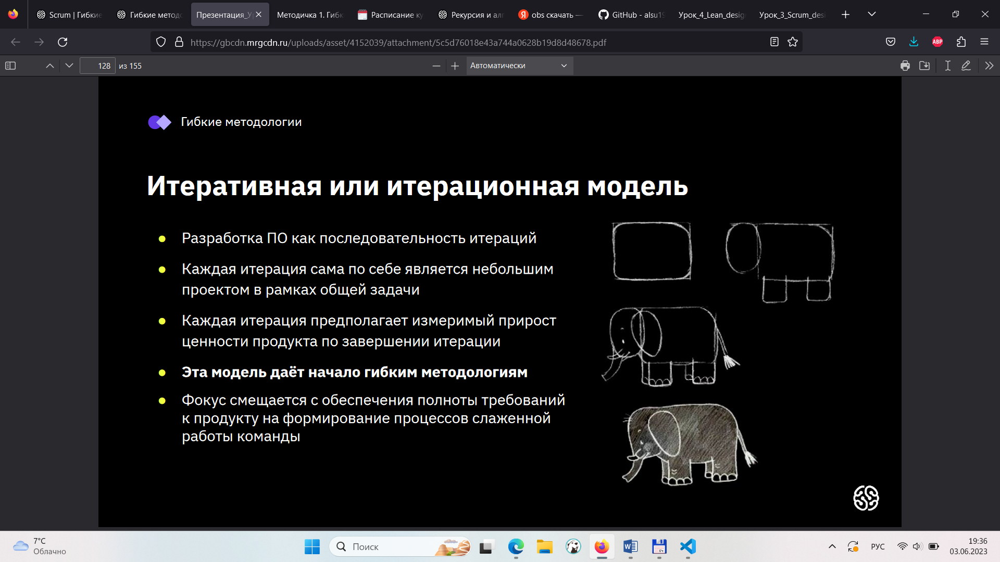 Scrum | Гибкие
Гибкие методо
Презентация_У
Методичка 1. Гибк
Расписание ку
Рекурсия и ал
obs скачать —
GitHub - alsu19
Урок_4_Lean_desig
Урок_3_Scrum_desi
https://gbcdn.mrgcdn.ru/uploads/asset/4152039/attachment/5c5d76018e43a744a0628b19d8d48678.pdf
ABP
128 из 155
Автоматически
Гибкие методологии
Итеративная или итерационная модель
● Разработка ПО как последовательность итераций
● Каждая итерация сама по себе является небольшим
проектом в рамках общей задачи
● Каждая итерация предполагает измеримый прирост
ценности продукта по завершении итерации
● Эта модель даёт начало гибким методологиям
● Фокус смещается с обеспечения полноты требований
к продукту на формирование процессов слаженной
работы команды
7°C
Облачно
Поиск
РУС
19:36
03.06.2023